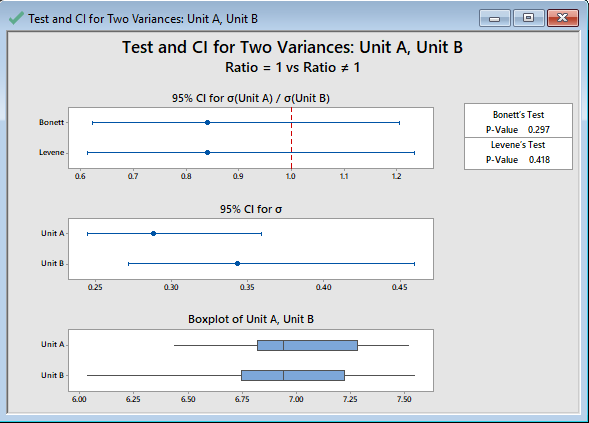 Test and CI for Two Variances: Unit A, Unit B
Test and CI for Two Variances: Unit A, Unit B
Ratio = 1 vs Ratio ≠ 1
95% CI for σ(Unit A) / σ(Unit B)
Bonett
Levene
0.6 0.7 0.8 0.9 1.0 1.1 1.2
Bonett's Test
P-Value 0.297
Levene's Test
P-Value 0.418
95% CI for σ
Unit A
Unit B
0.25 0.30 0.35 0.40 0.45
Boxplot of Unit A, Unit B
Unit A
Unit B
6.00 6.25 6.50 6.75 7.00 7.25 7.50